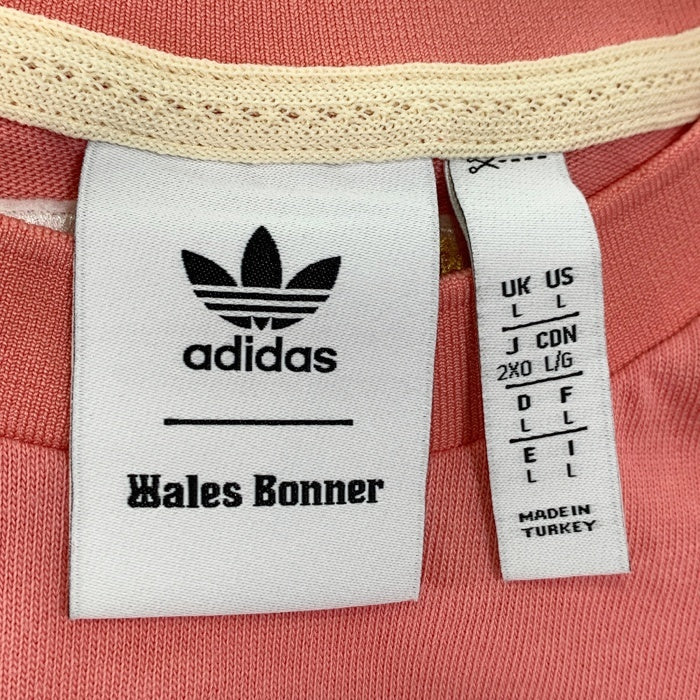 adidas
Wales Bonner
UK US
L L
J CDN
2XO L/G
D F
L L
E I
L L
MADE IN
TURKEY